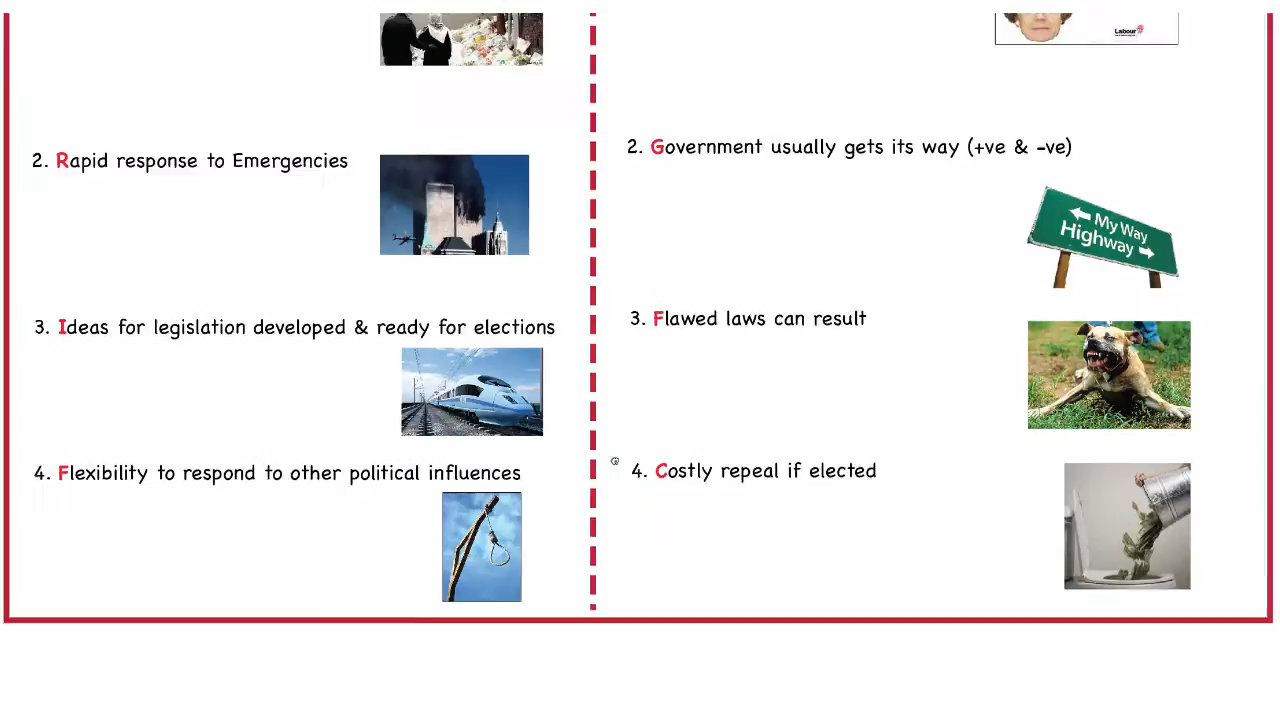 Labour
2. Rapid response to Emergencies
3. Ideas for legislation developed & ready for elections
4. Flexibility to respond to other political influences
2. Government usually gets its way (+ve & -ve)
My Way
Highway
3. Flawed laws can result
4. Costly repeal if elected